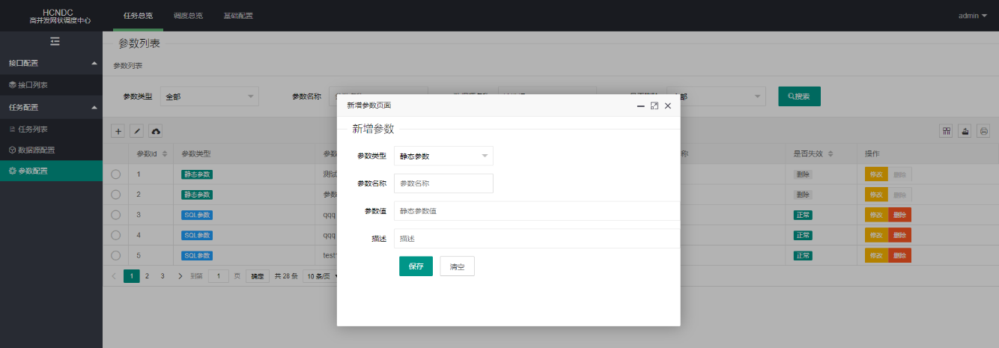 HCNDC
高并发网状调度中心
任务总览 调度总览 基础配置
admin
接口配置
接口列表
任务配置
任务列表
数据源配置
参数配置
参数列表
参数列表
参数类型 全部 参数名称 全部 搜索
新增参数页面
新增参数
参数类型 静态参数
参数名称 参数名称
参数值 静态参数值
描述 描述
保存 清空
参数id 参数类型 是否失效 操作
1 静态参数 测试 删除 修改 删除
2 静态参数 参数 删除 修改 删除
3 SQL参数 qqq 正常 修改 删除
4 SQL参数 qqq 正常 修改 删除
5 SQL参数 test 正常 修改 删除
1 2 3 到第 1 页 确定 共 28 条 10 条/页